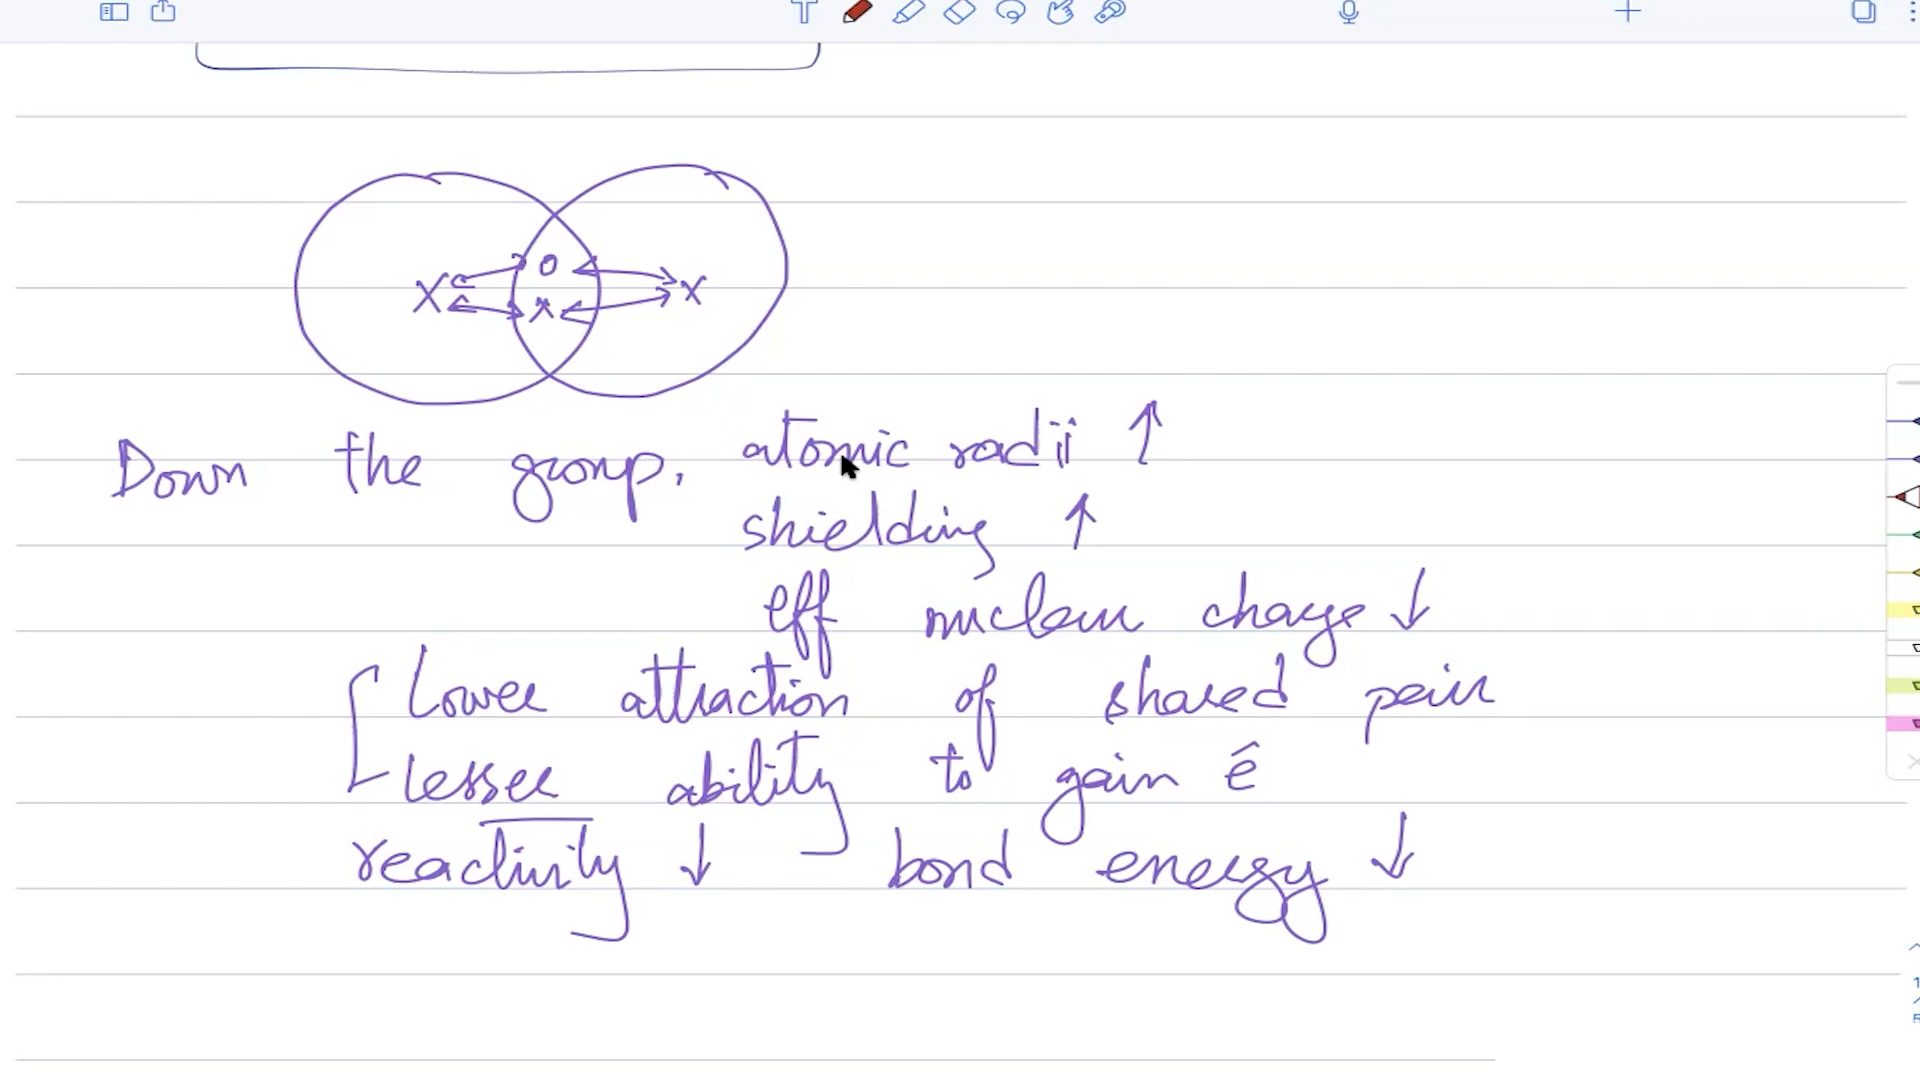 o
X x x
Down the group, atomic radii ↑
shielding ↑
eff nuclear charge ↓
Lower attraction of shared pair
lesser ability to gain é
reactivity ↓ bond energy ↓